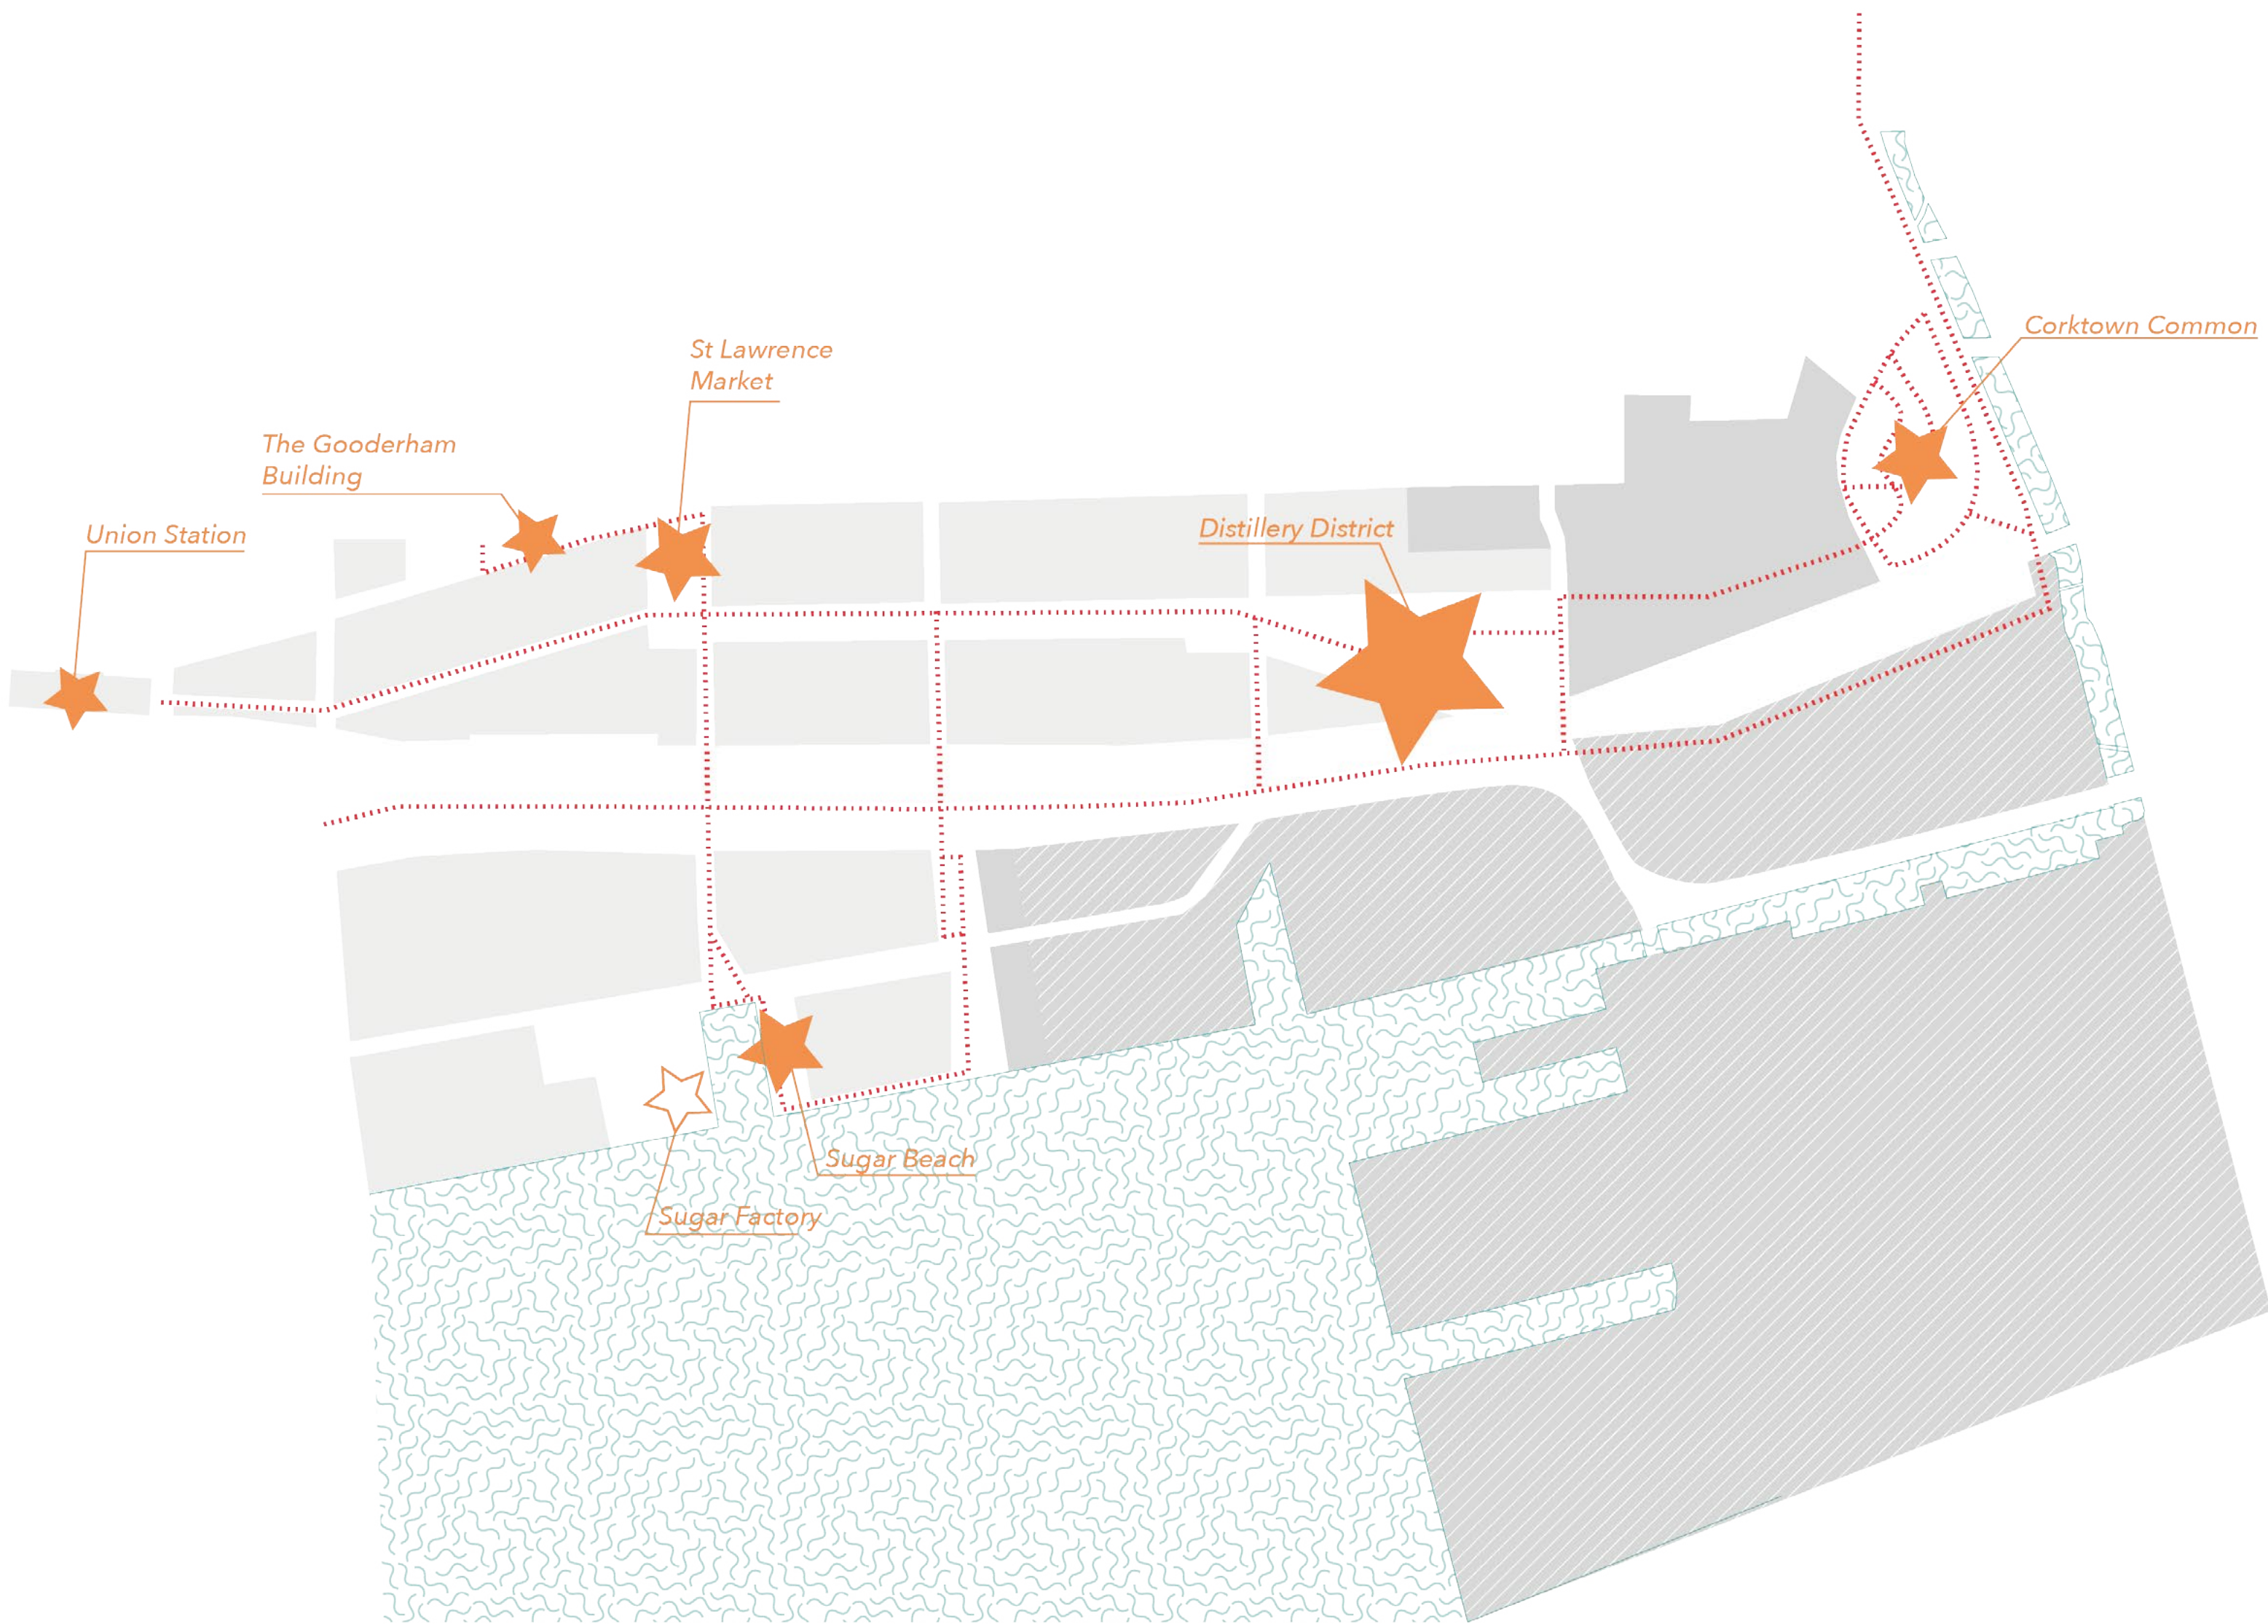 Corktown Common
St Lawrence
Market
The Gooderham
Building
Union Station
Distillery District
Sugar Beach
Sugar Factory